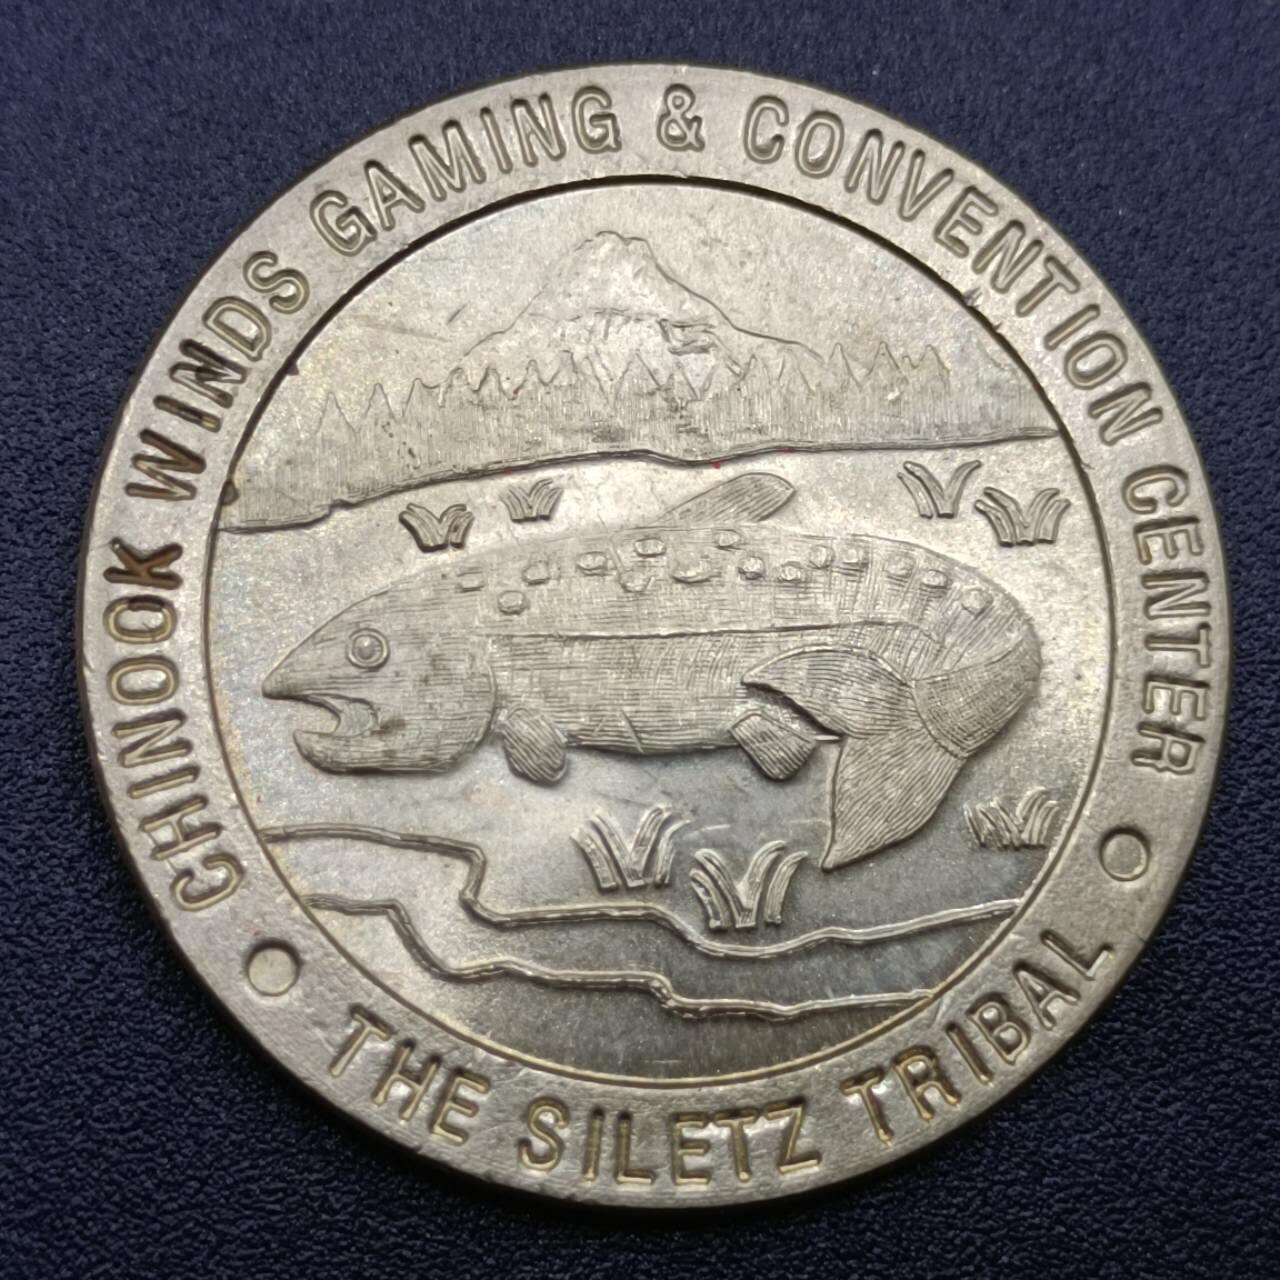 CHINOOK WINDS GAMING & CONVENTION CENTER
THE SILETZ TRIBAL